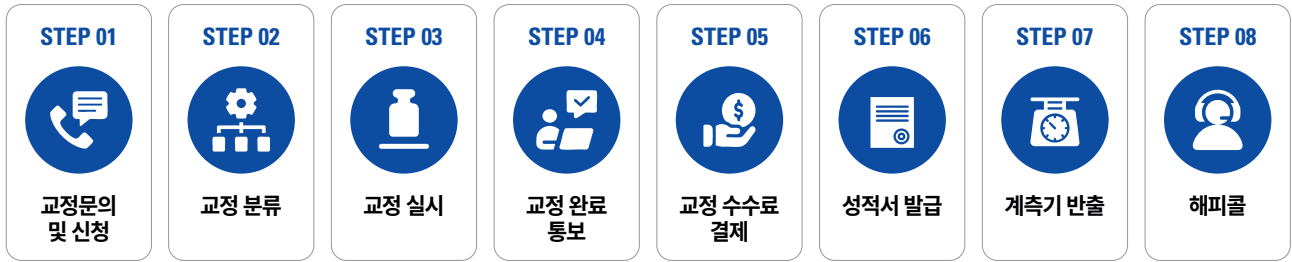 STEP 01
교정문의
및 신청
STEP 02
교정 분류
STEP 03
교정 실시
STEP 04
교정 완료
통보
STEP 05
교정 수수료
결제
STEP 06
성적서 발급
STEP 07
계측기 반출
STEP 08
해피콜